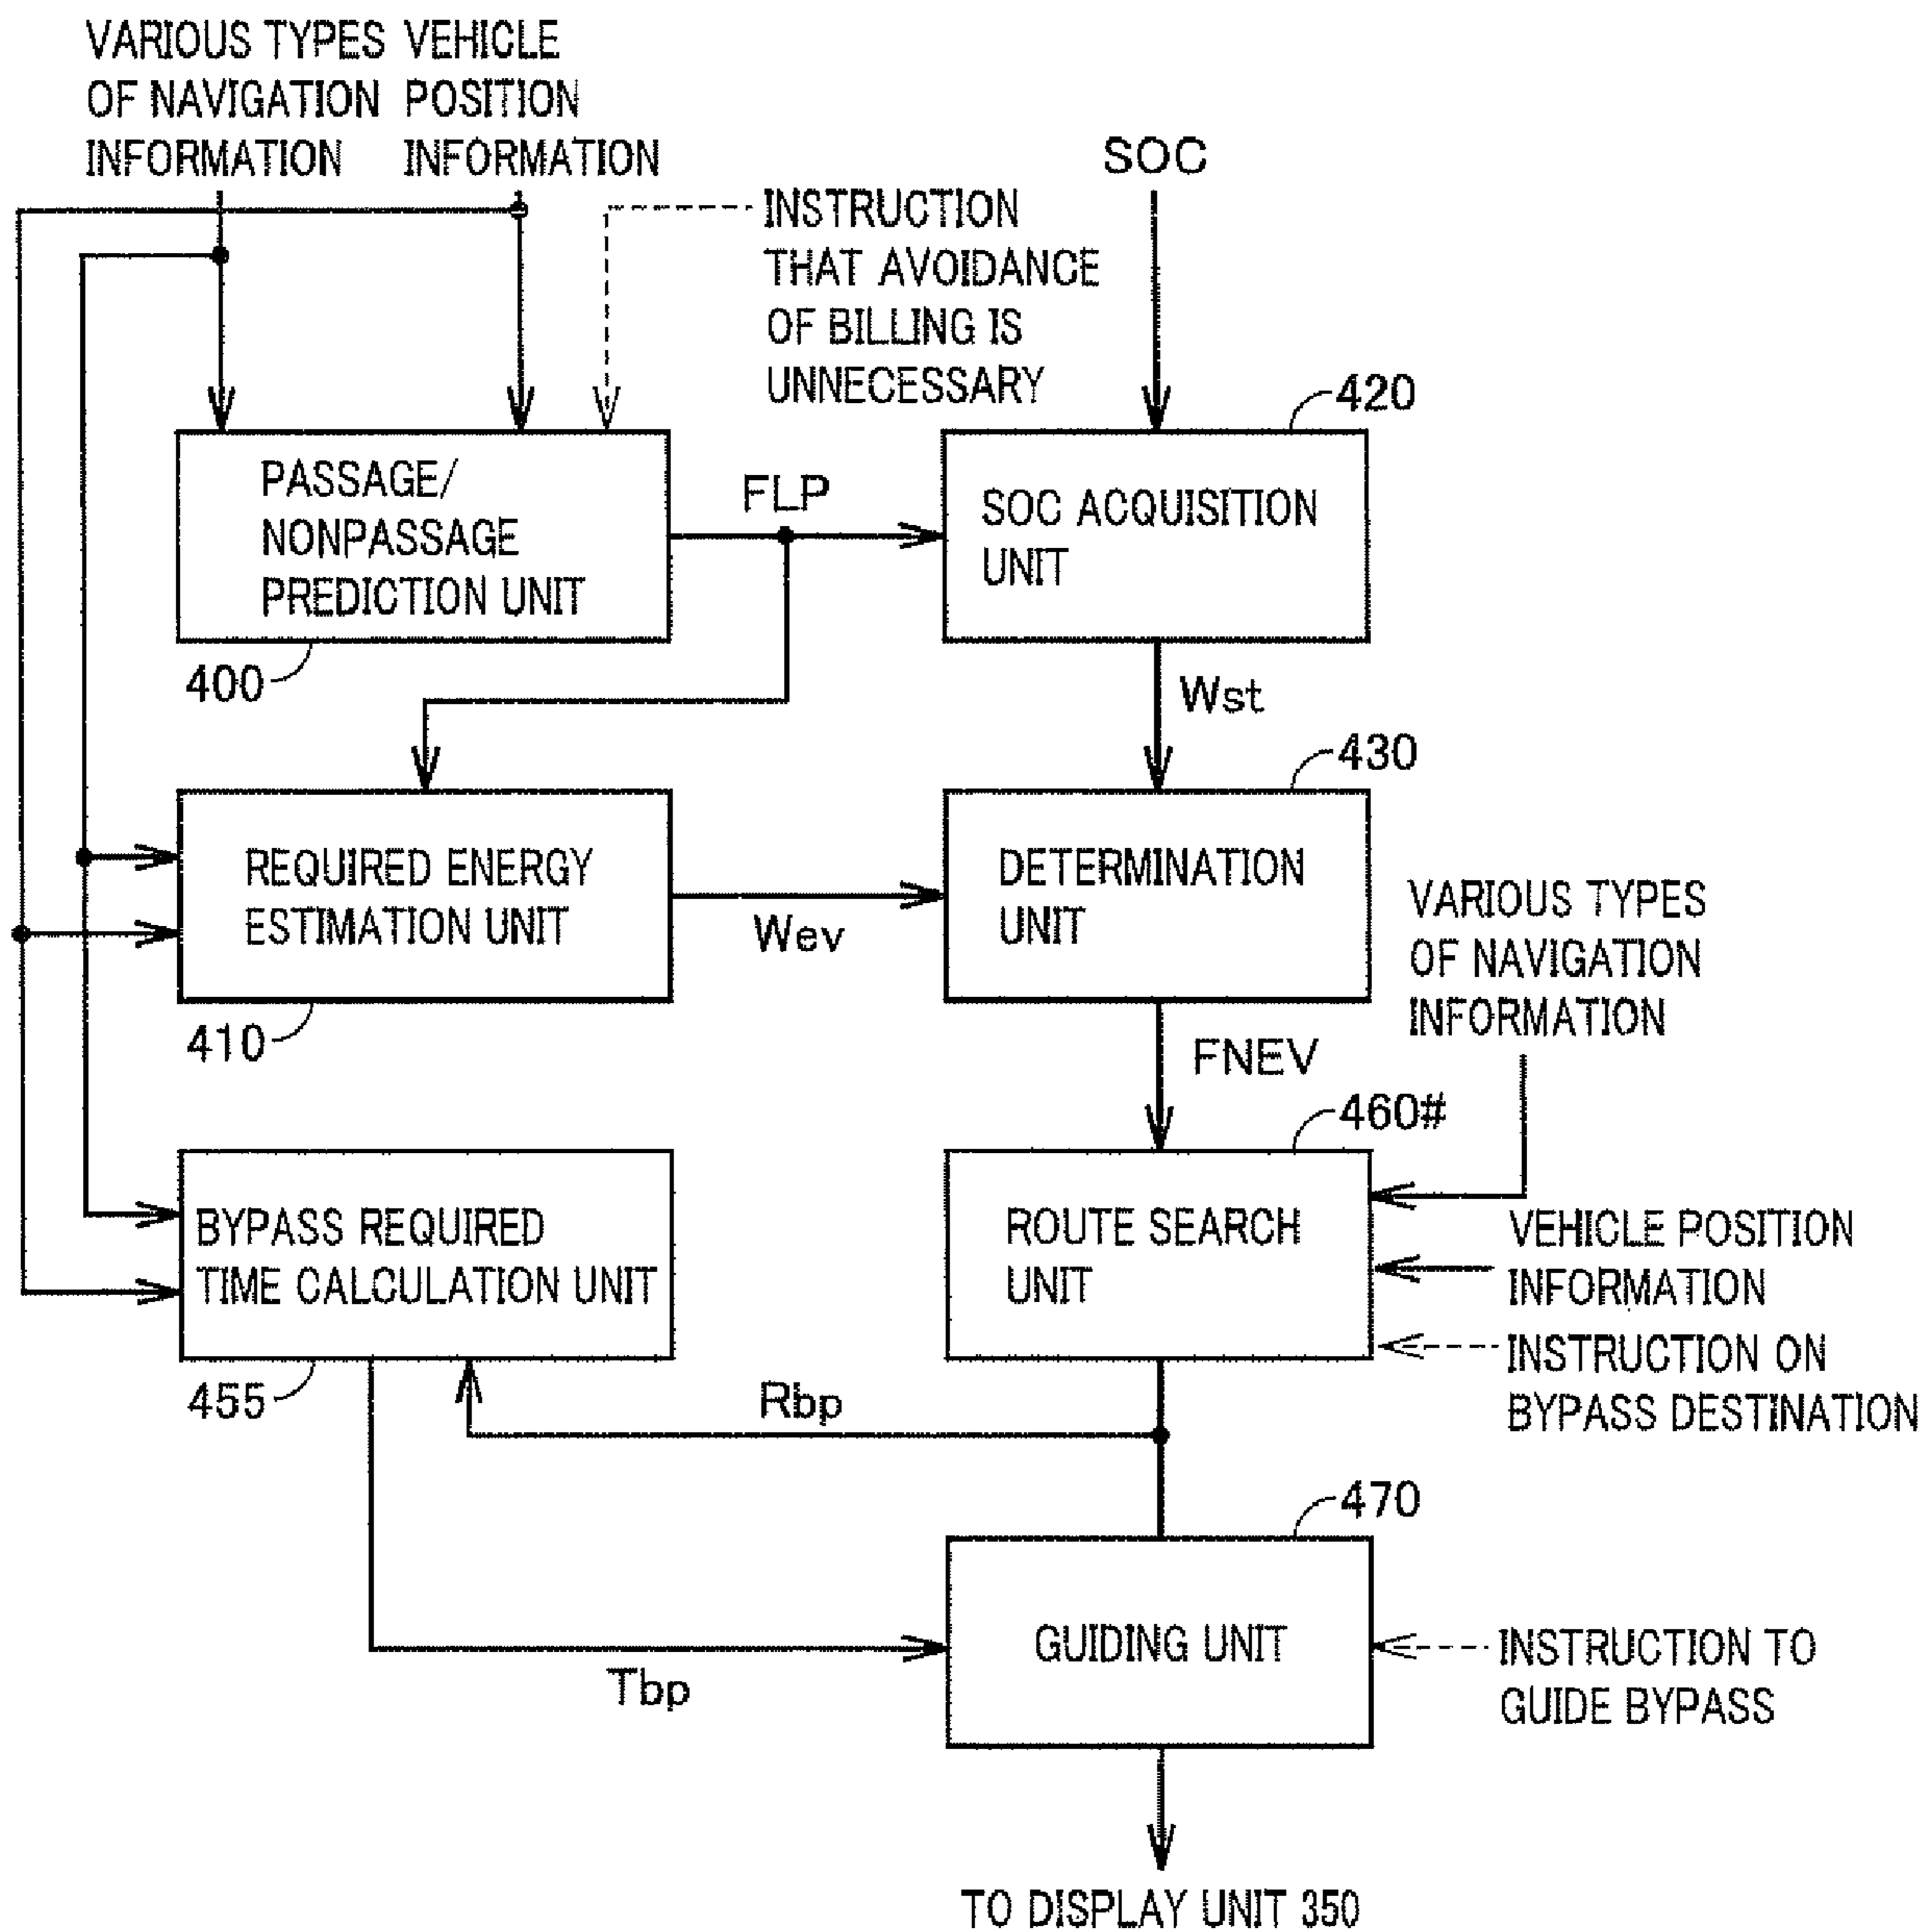 VARIOUS TYPES
OF NAVIGATION
INFORMATION
VEHICLE
POSITION
INFORMATION
SOC
INSTRUCTION
THAT AVOIDANCE
OF BILLING IS
UNNECESSARY
420
PASSAGE/
NONPASSAGE
PREDICTION UNIT
400
FLP
SOC ACQUISITION
UNIT
Wst
430
REQUIRED ENERGY
ESTIMATION UNIT
410
Wev
DETERMINATION
UNIT
VARIOUS TYPES
OF NAVIGATION
INFORMATION
FNEV
460#
BYPASS REQUIRED
TIME CALCULATION UNIT
455
ROUTE SEARCH
UNIT
VEHICLE POSITION
INFORMATION
INSTRUCTION ON
BYPASS DESTINATION
Rbp
470
Tbp
GUIDING UNIT
INSTRUCTION TO
GUIDE BYPASS
TO DISPLAY UNIT 350